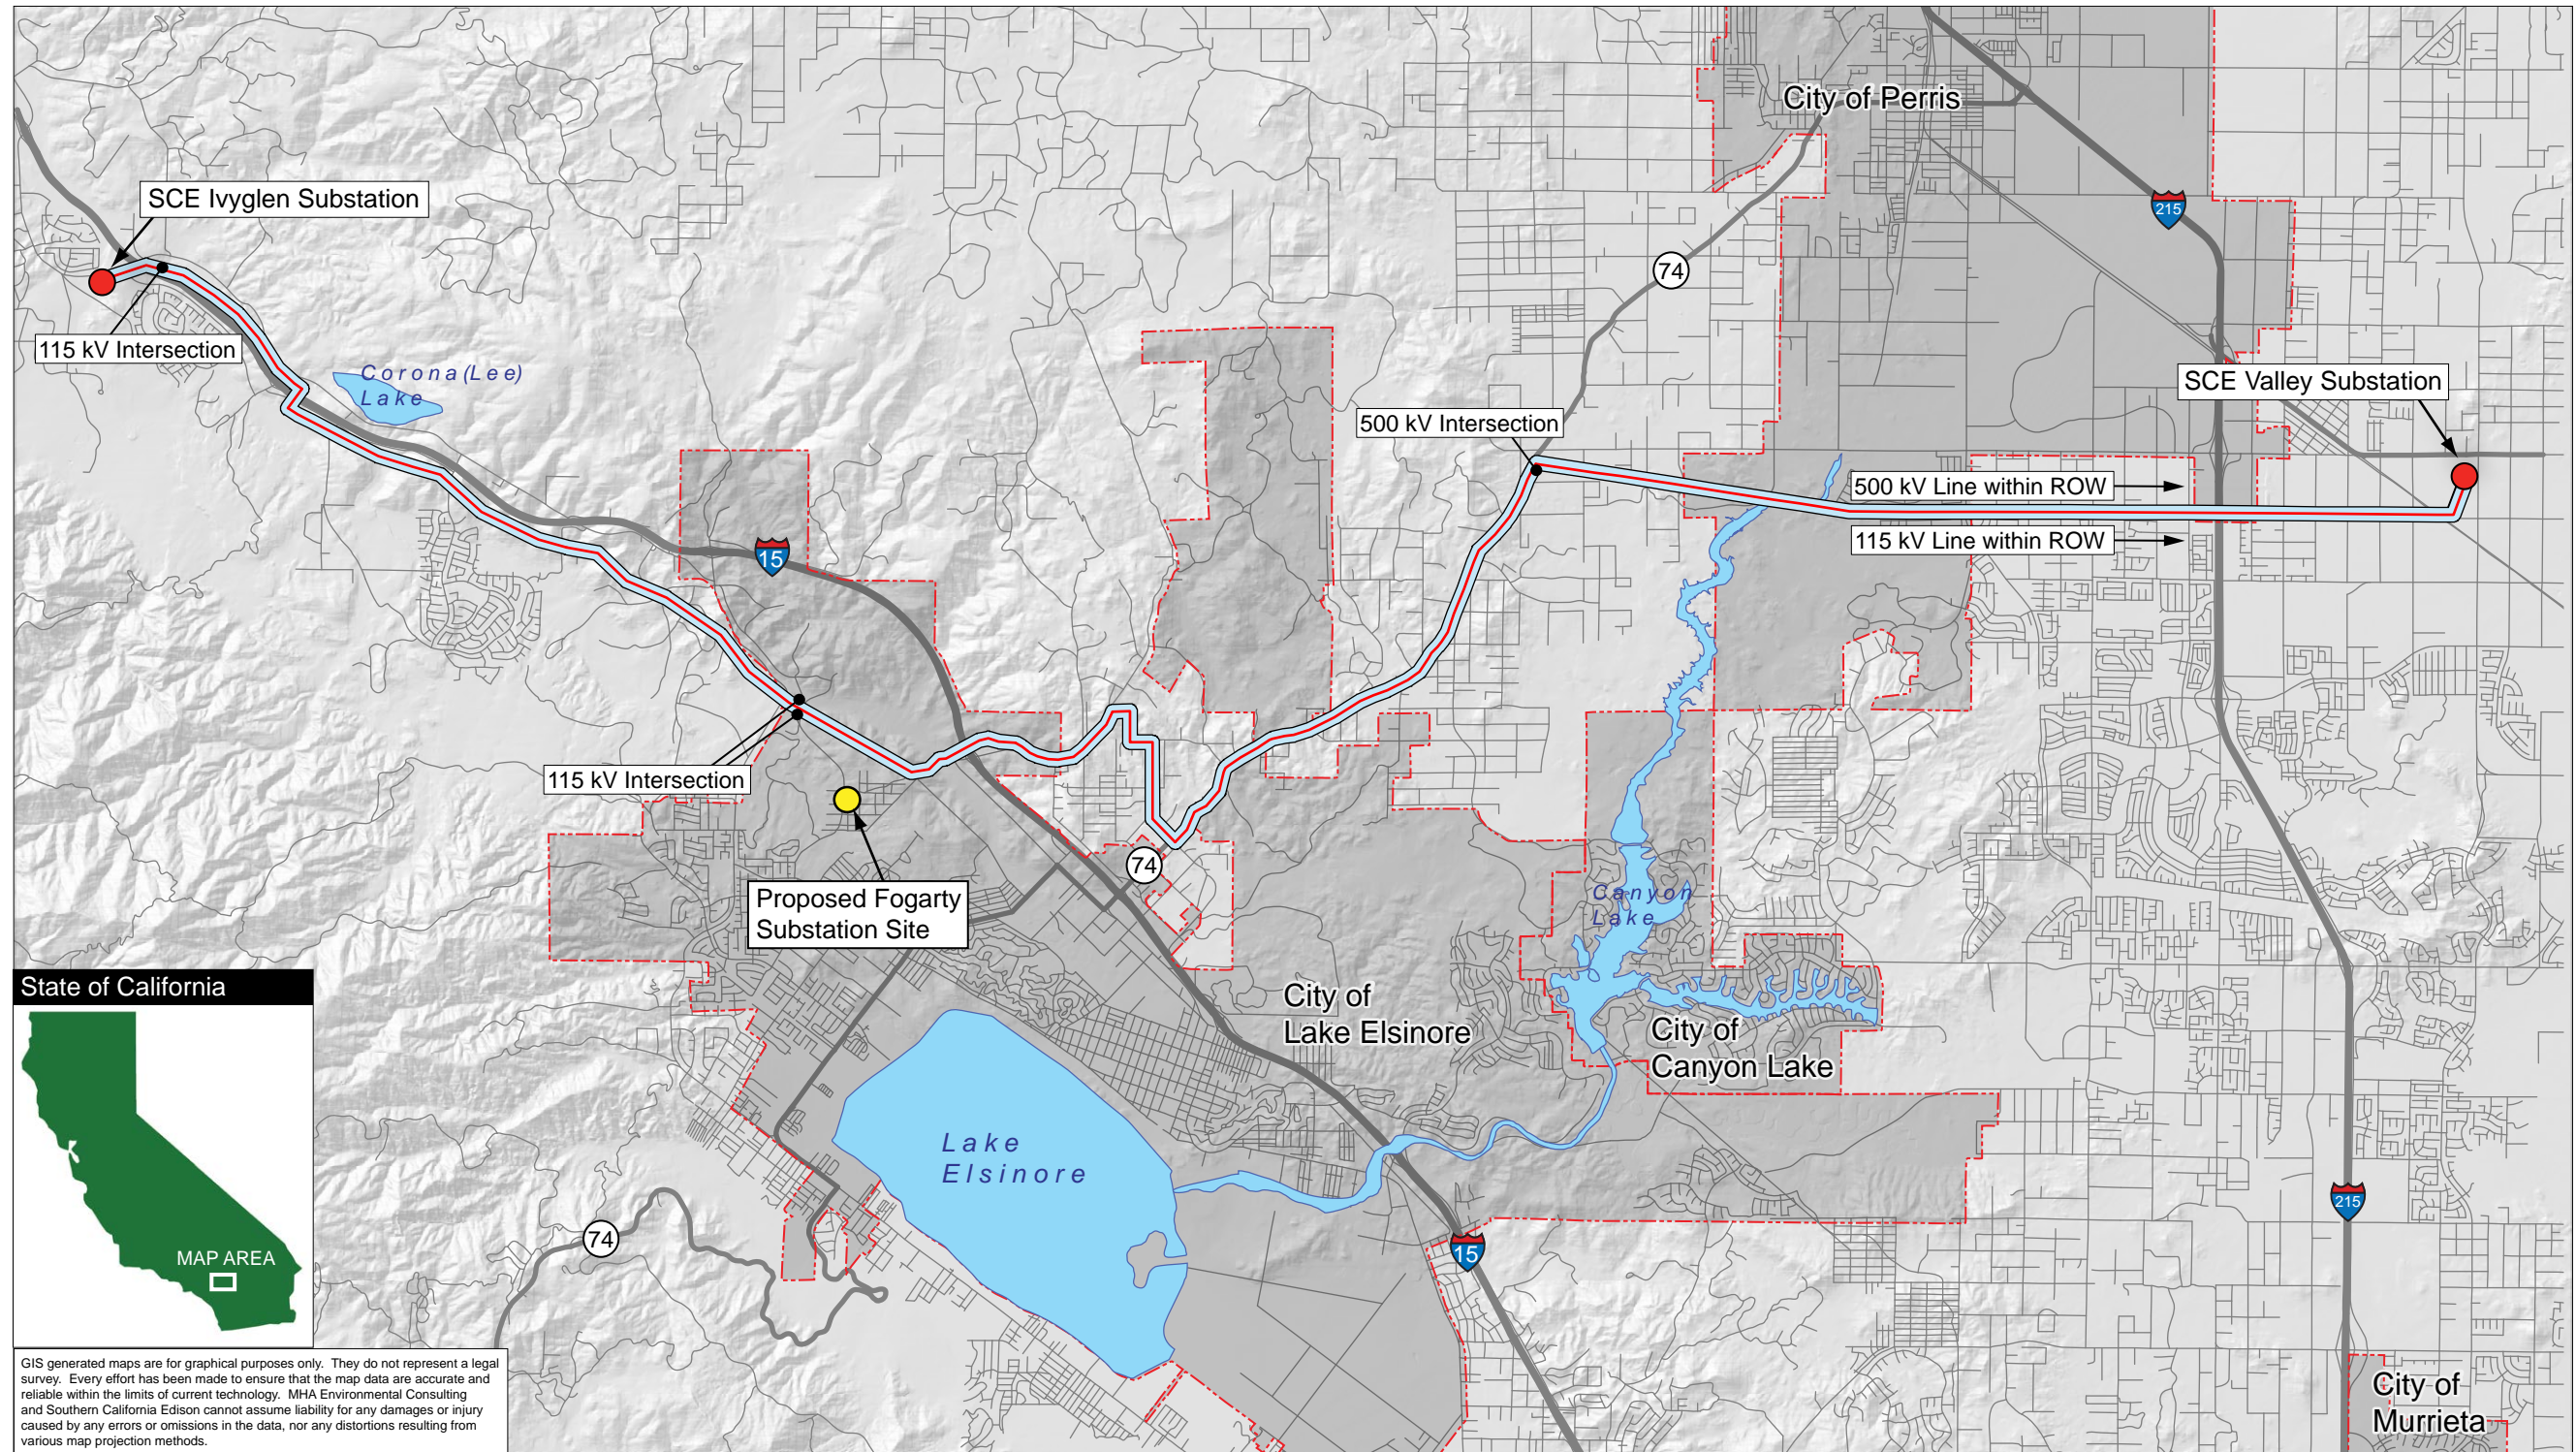 City of Perris
SCE Ivyglen Substation
215
74
115 kV Intersection
Corona (Lee)
Lake
SCE Valley Substation
500 kV Intersection
500 kV Line within ROW
115 kV Line within ROW
15
115 kV Intersection
74
Proposed Fogarty
Substation Site
Canyon
Lake
State of California
City of
Lake Elsinore
City of
Canyon Lake
Lake
Elsinore
215
74
15
MAP AREA
GIS generated maps are for graphical purposes only. They do not represent a legal
survey. Every effort has been made to ensure that the map data are accurate and
reliable within the limits of current technology. MHA Environmental Consulting
and Southern California Edison cannot assume liability for any damages or injury
caused by any errors or omissions in the data, nor any distortions resulting from
various map projection methods.
City of
Murrieta